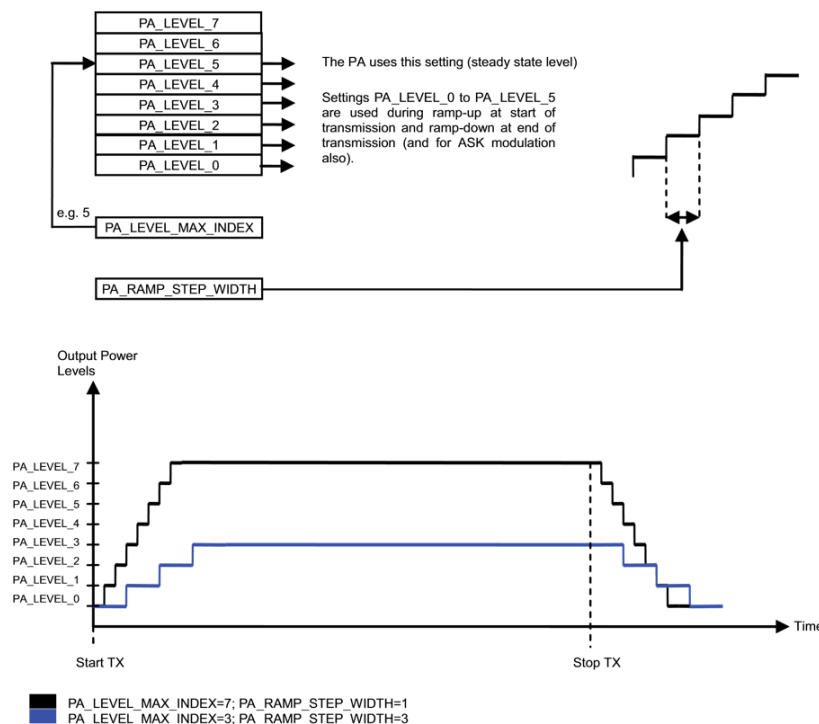 PA_LEVEL_7
PA_LEVEL_6
PA_LEVEL_5
PA_LEVEL_4
PA_LEVEL_3
PA_LEVEL_2
PA_LEVEL_1
PA_LEVEL_0
The PA uses this setting (steady state level)
Settings PA_LEVEL_0 to PA_LEVEL_5
are used during ramp-up at start of
transmission and ramp-down at end of
transmission (and for ASK modulation
also).
e.g. 5
PA_LEVEL_MAX_INDEX
PA_RAMP_STEP_WIDTH
Output Power
Levels
PA_LEVEL_7
PA_LEVEL_6
PA_LEVEL_5
PA_LEVEL_4
PA_LEVEL_3
PA_LEVEL_2
PA_LEVEL_1
PA_LEVEL_0
Time
Start TX
Stop TX
PA_LEVEL_MAX_INDEX=7; PA_RAMP_STEP_WIDTH=1
PA_LEVEL_MAX_INDEX=3; PA_RAMP_STEP_WIDTH=3